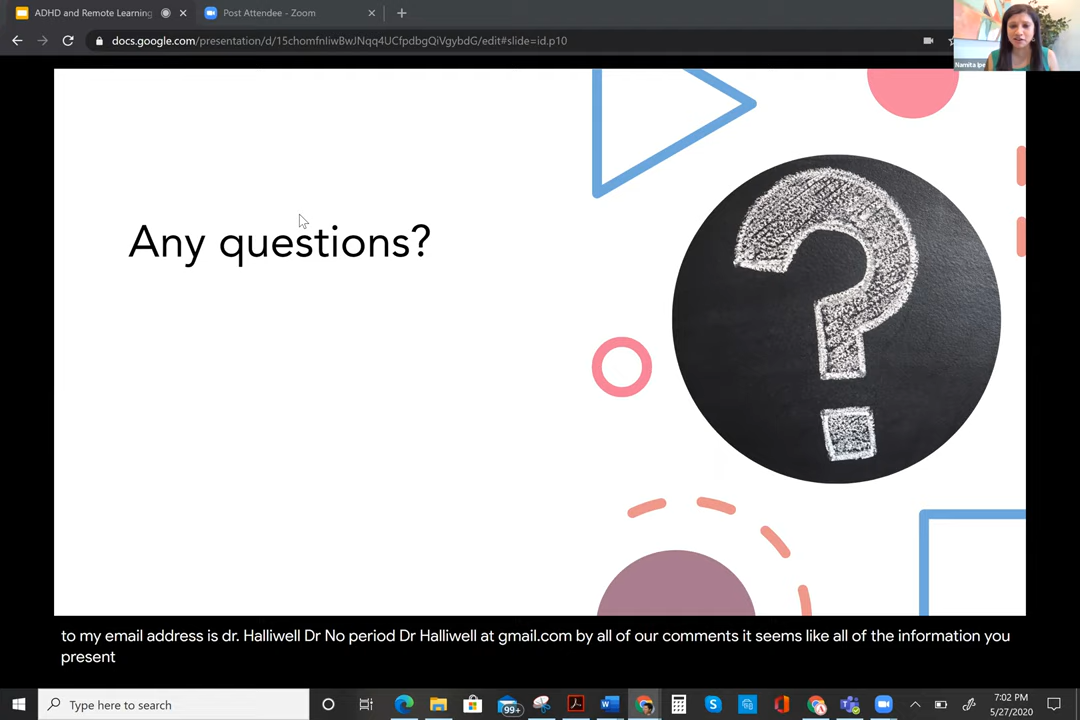 ADHD and Remote Learning
Post Attendee - Zoom
docs.google.com/presentation/d/15chomfnIiwBwJNqq4UCfpdbgQiVgybdG/edit#slide=id.p10
Namita Ipe
Any questions?
?
to my email address is dr. Halliwell Dr No period Dr Halliwell at gmail.com by all of our comments it seems like all of the information you
present
Type here to search
99+
7:02 PM
5/27/2020